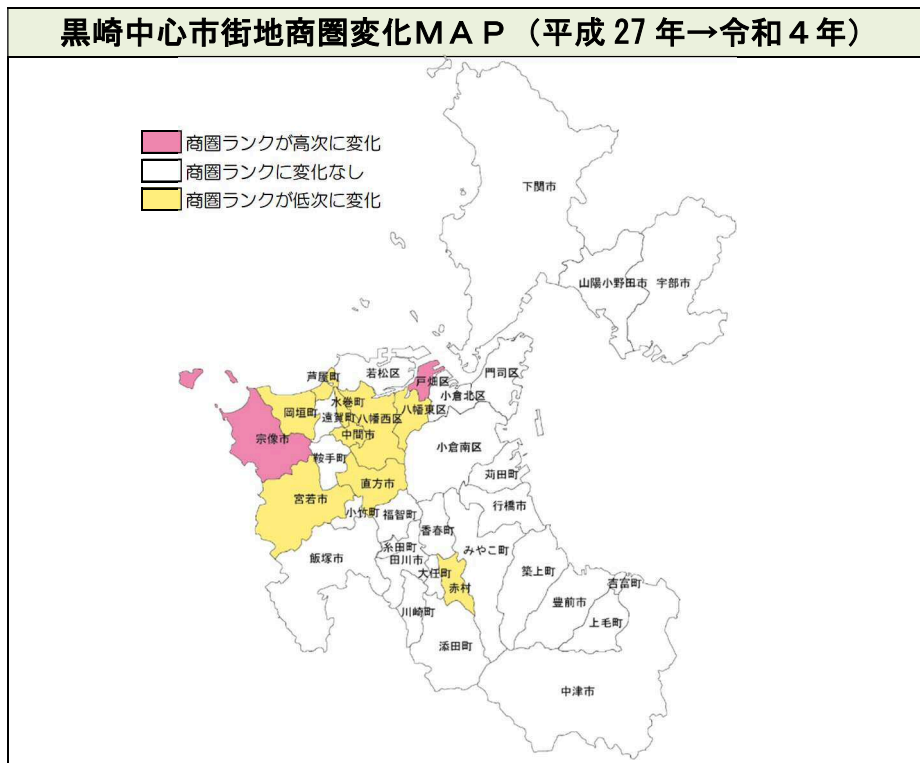 黒崎中心市街地商圏変化ＭＡＰ（平成27年→令和４年）
商圏ランクが高次に変化
商圏ランクに変化なし
商圏ランクが低次に変化
下関市
山陽小野田市
宇部市
門司区
若松区
芦屋町
戸畑区
小倉北区
水巻町
岡垣町
遠賀町
八幡西区
八幡東区
中間市
宗像市
小倉南区
鞍手町
苅田町
直方市
宮若市
行橋市
小竹町
福智町
香春町
みやこ町
糸田町
飯塚市
田川市
大任町
築上町
赤村
吉富町
豊前市
川崎町
上毛町
添田町
中津市